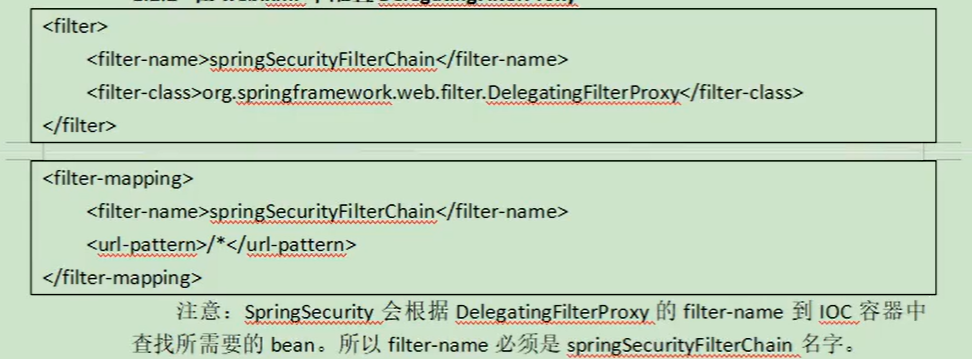 <filter>
<filter-name>springSecurityFilterChain</filter-name>
<filter-class>org.springframework.web.filter.DelegatingFilterProxy</filter-class>
</filter>
<filter-mapping>
<filter-name>springSecurityFilterChain</filter-name>
<url-pattern>/*</url-pattern>
</filter-mapping>
注意：SpringSecurity 会根据 DelegatingFilterProxy 的 filter-name 到 IOC 容器中
查找所需要的 bean。所以 filter-name 必须是 springSecurityFilterChain 名字。